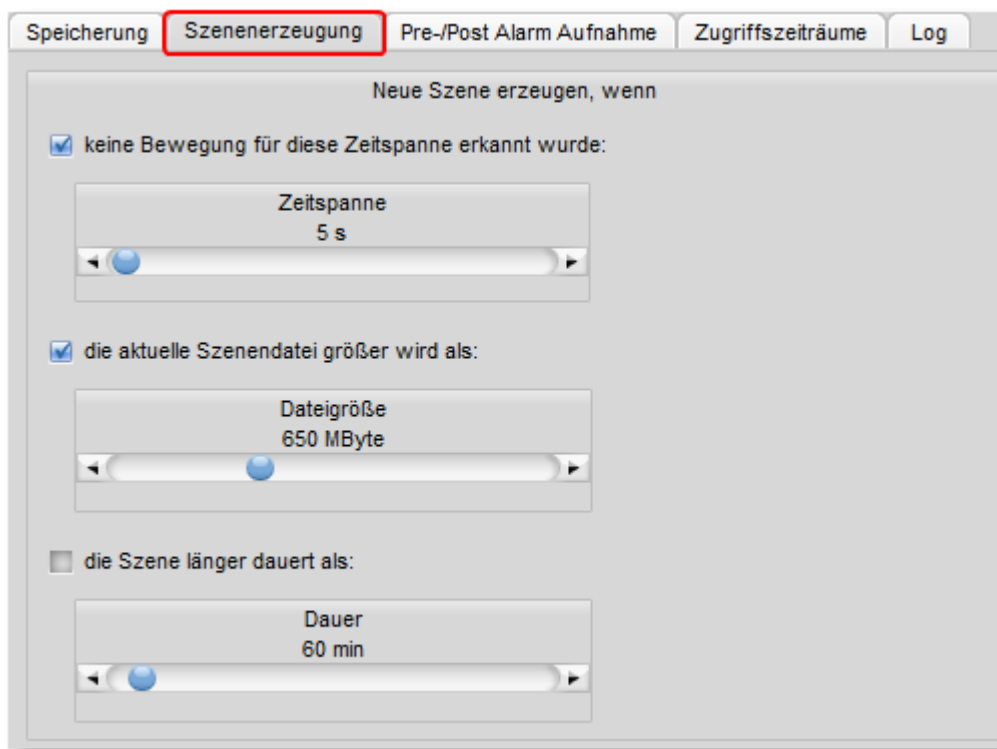 Speicherung Szenenerzeugung Pre-/Post Alarm Aufnahme Zugriffszeiträume Log
Neue Szene erzeugen, wenn
keine Bewegung für diese Zeitspanne erkannt wurde:
Zeitspanne
5 s
die aktuelle Szenendatei größer wird als:
Dateigröße
650 MByte
die Szene länger dauert als:
Dauer
60 min